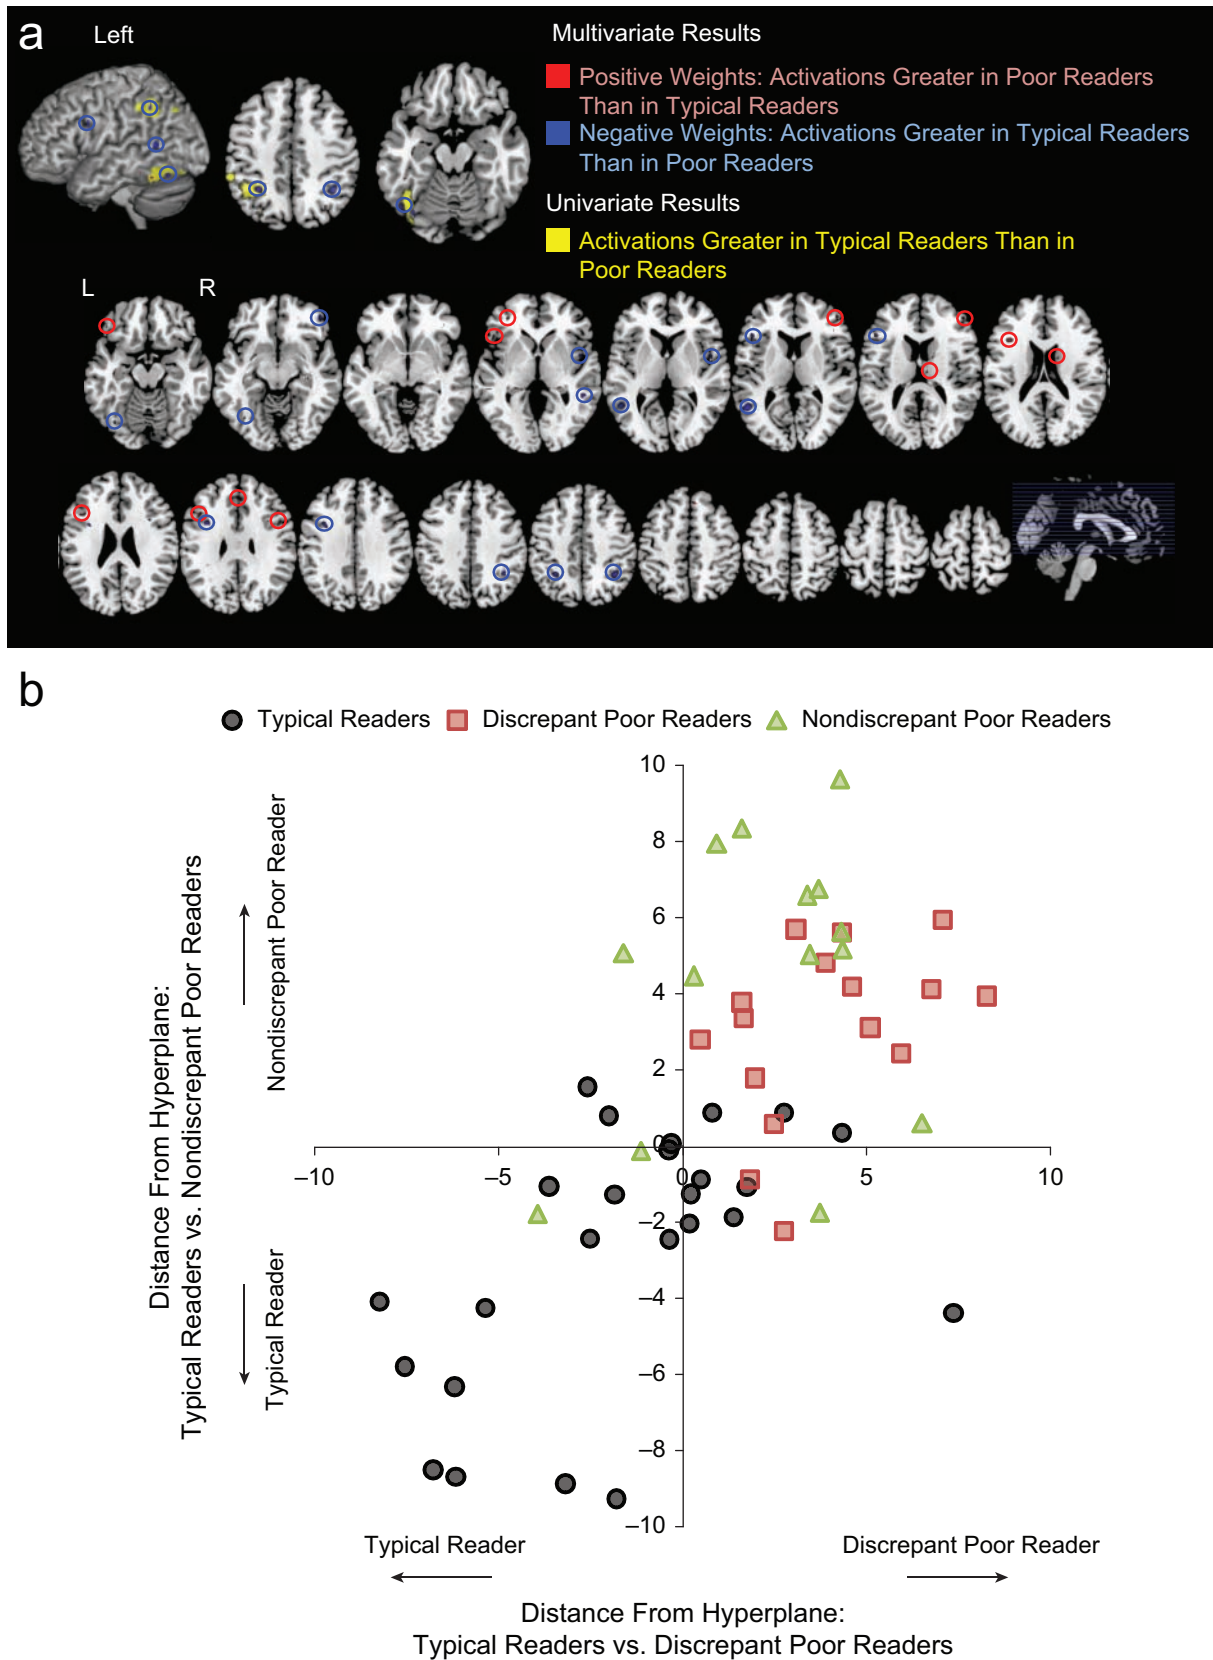 a
Left
Multivariate Results
Positive Weights: Activations Greater in Poor Readers
Than in Typical Readers
Negative Weights: Activations Greater in Typical Readers
Than in Poor Readers
Univariate Results
Activations Greater in Typical Readers Than in
Poor Readers
L R
b
Typical Readers Discrepant Poor Readers Nondiscrepant Poor Readers
Distance From Hyperplane:
Typical Readers vs. Nondiscrepant Poor Readers
Nondiscrepant Poor Reader
Typical Reader
10
8
6
4
2
0
–10 –5 0 5 10
–2
–4
–6
–8
–10
Typical Reader Discrepant Poor Reader
Distance From Hyperplane:
Typical Readers vs. Discrepant Poor Readers